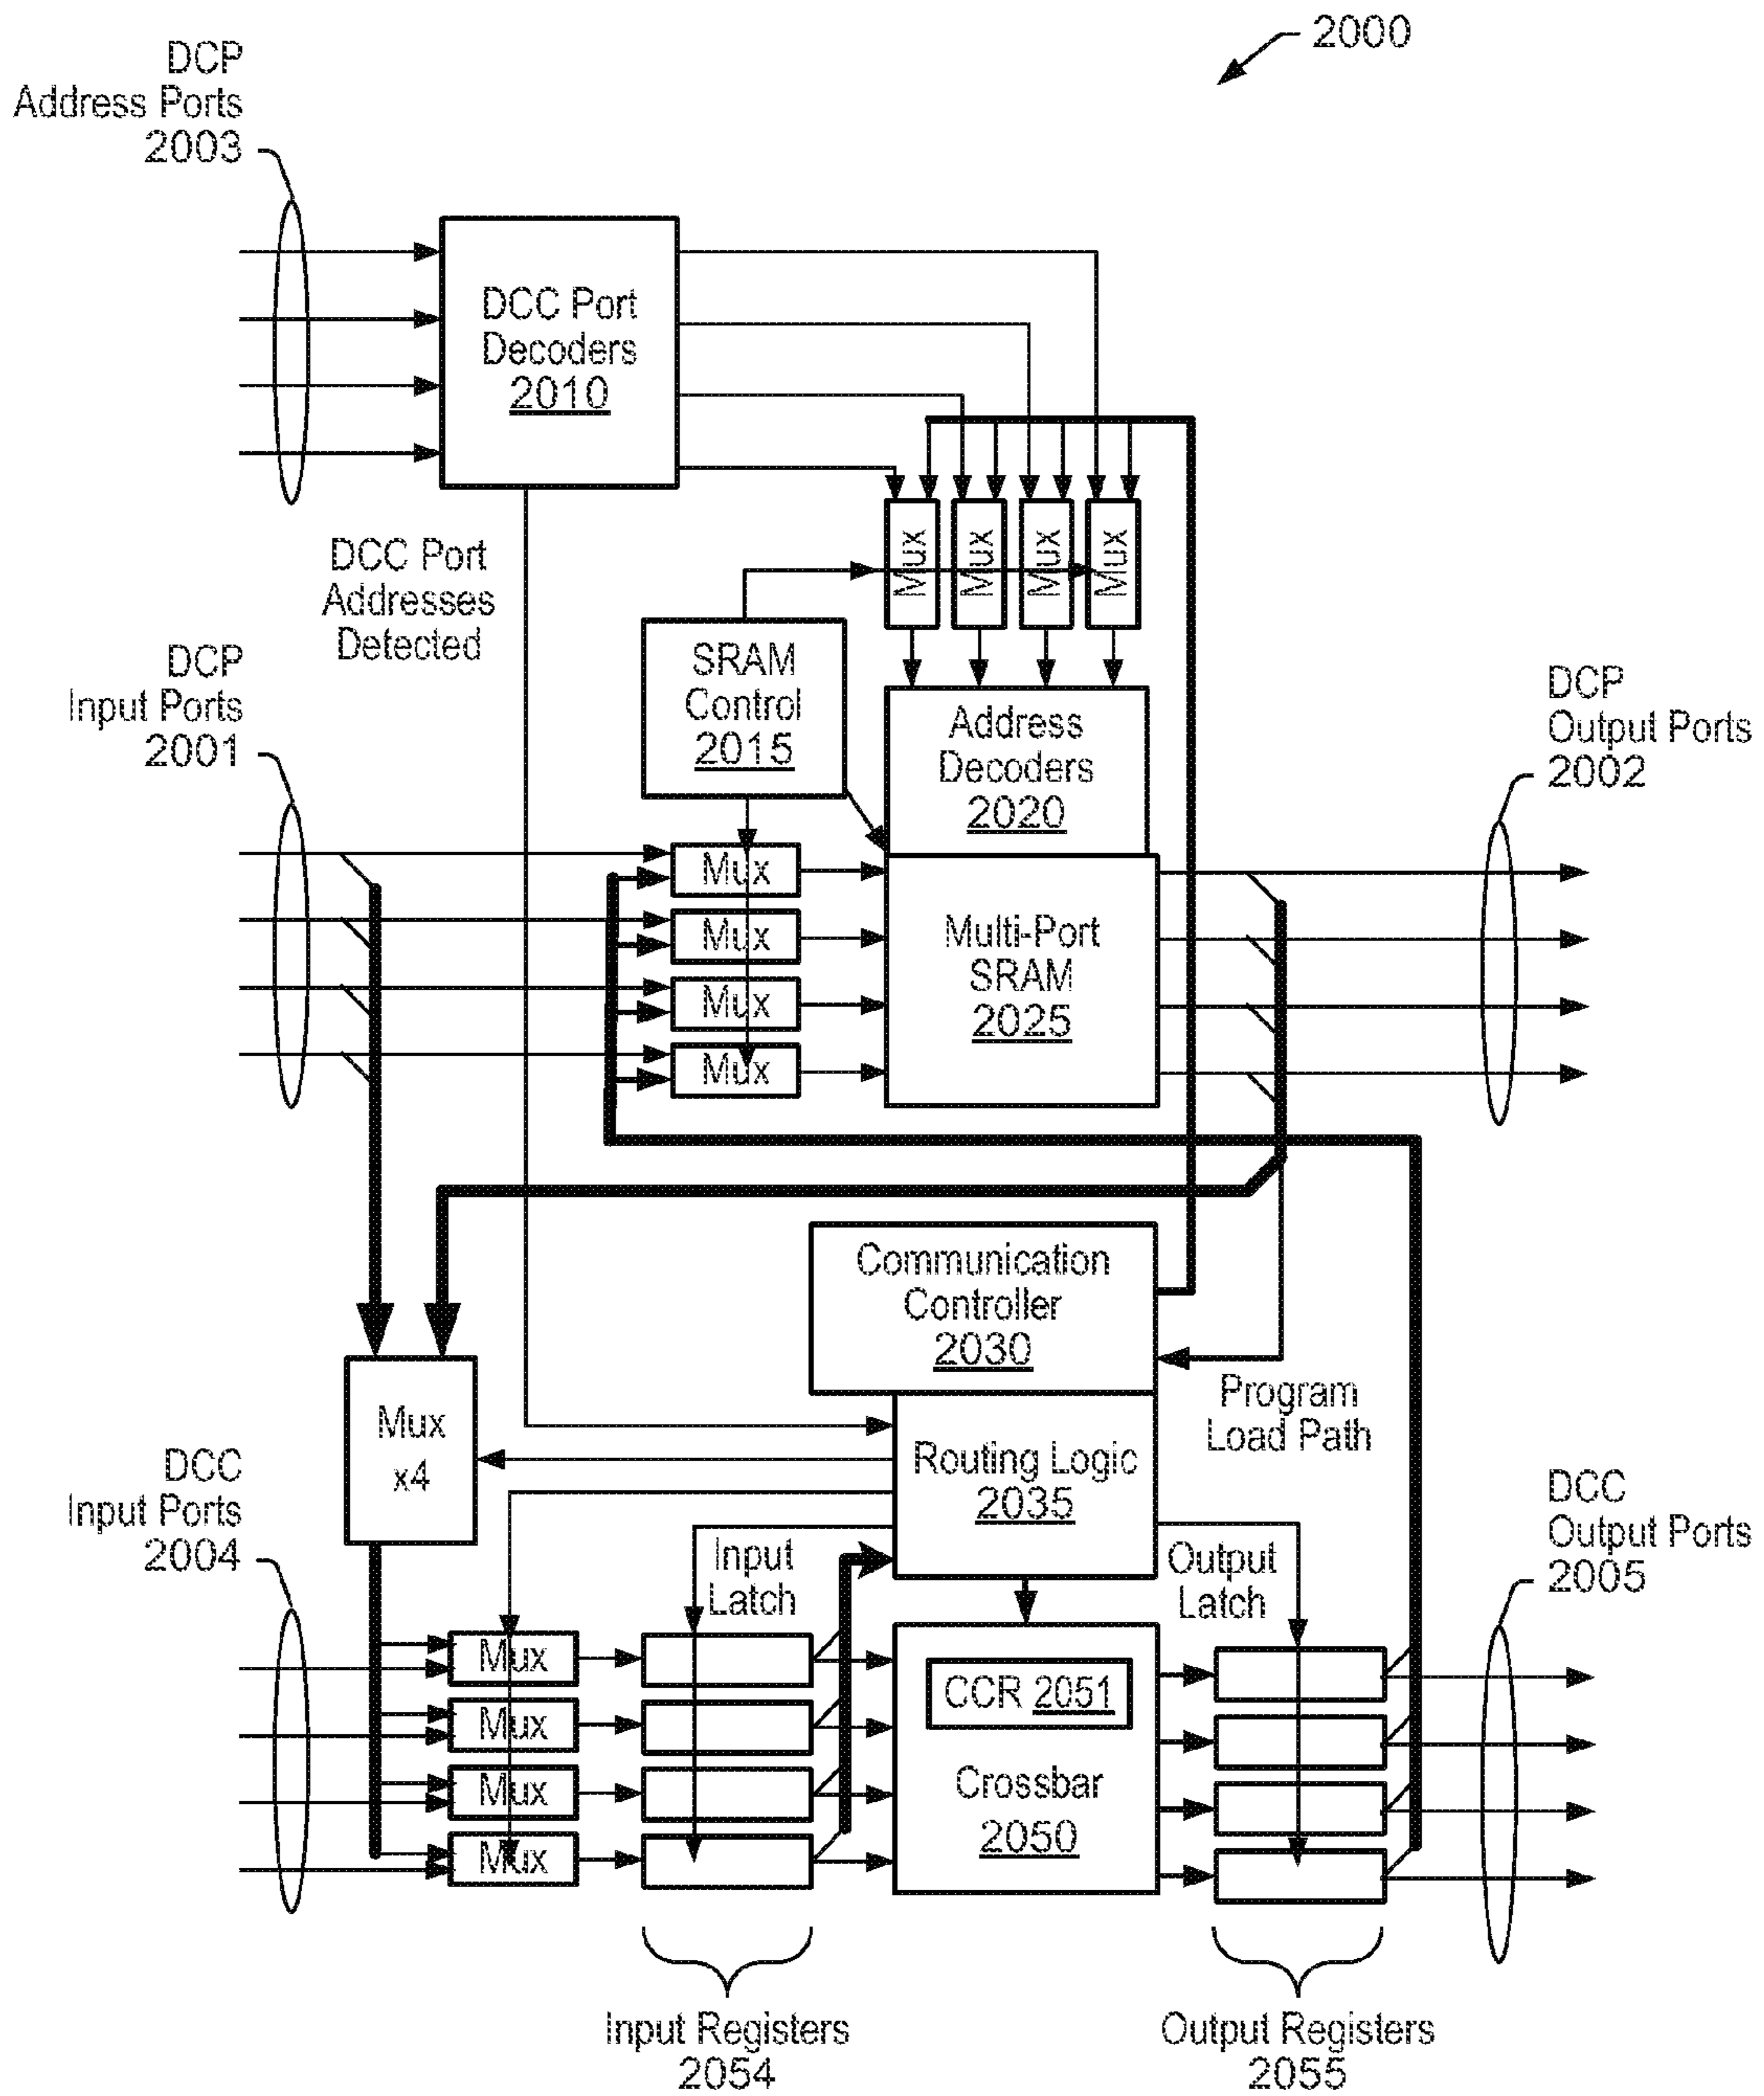 2000
DCP
Address Ports
2003
DCC Port
Decoders
2010
DCC Port
Addresses
Detected
Mux
Mux
Mux
Mux
SRAM
Control
2015
Address
Decoders
2020
DCP
Input Ports
2001
DCP
Output Ports
2002
Mux
Mux
Mux
Mux
Multi-Port
SRAM
2025
Communication
Controller
2030
Program
Load Path
Mux
x4
Routing Logic
2035
DCC
Input Ports
2004
Input
Latch
Output
Latch
DCC
Output Ports
2005
Mux
Mux
Mux
Mux
CCR 2051
Crossbar
2050
Input Registers
2054
Output Registers
2055